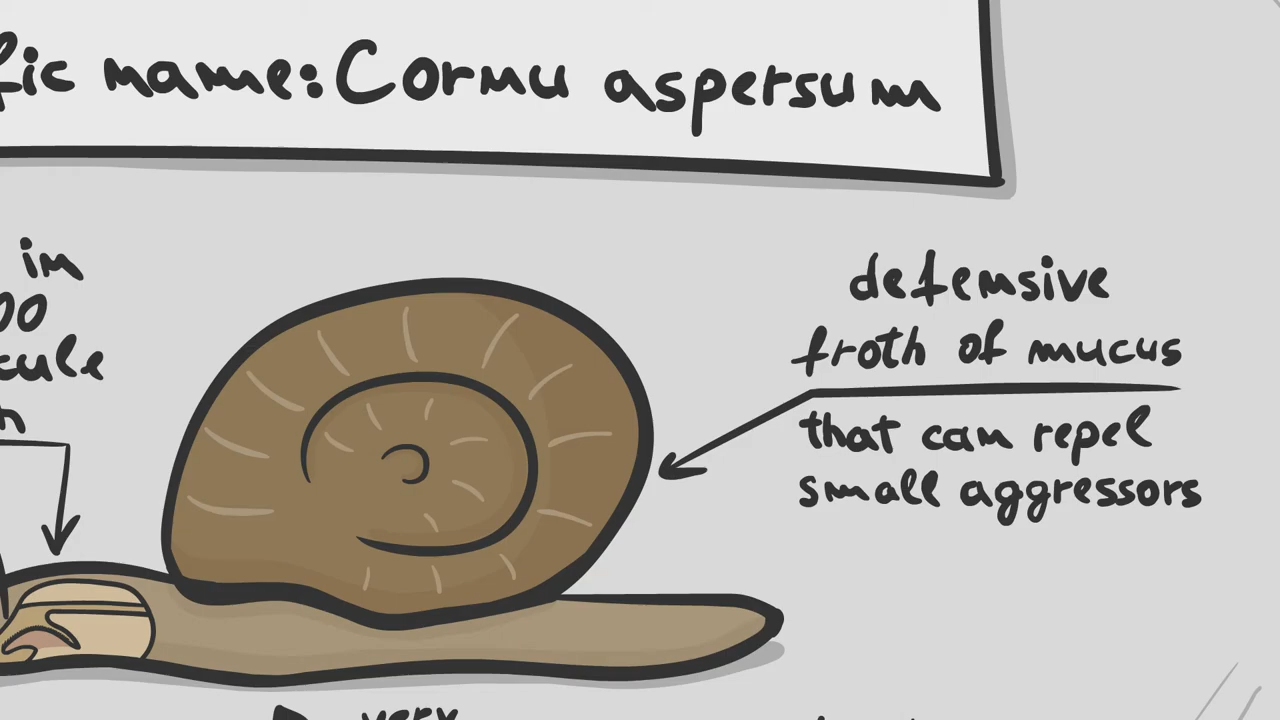 fic name: Cornu aspersum
in
00
cule
n
defensive
froth of mucus
that can repel
small aggressors
very